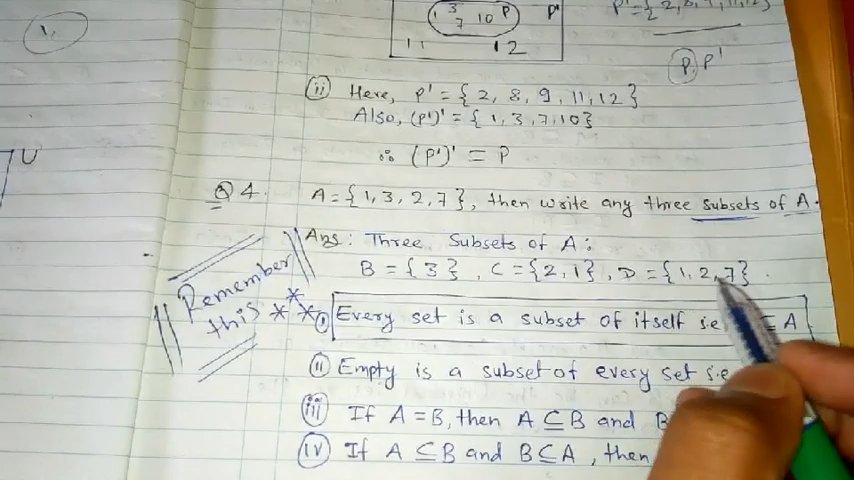 1.
3 P P'
1 7 10
11 12
P'={2,8,9,11,12}
P, P'
U
(ii) Here, P' = {2, 8, 9, 11, 12}
Also, (P')' = {1, 3, 7, 10}
∴ (P')' = P
Q 4. A = {1, 3, 2, 7}, then write any three subsets of A.
Ans: Three Subsets of A:
B = {3}, C = {2, 1}, D = {1, 2, 7}.
Remember this **
* (i) Every set is a subset of itself i.e. ⊆ A
(ii) Empty is a subset of every set i.e
(iii) If A = B, then A ⊆ B and B
(iv) If A ⊆ B and B ⊆ A, then